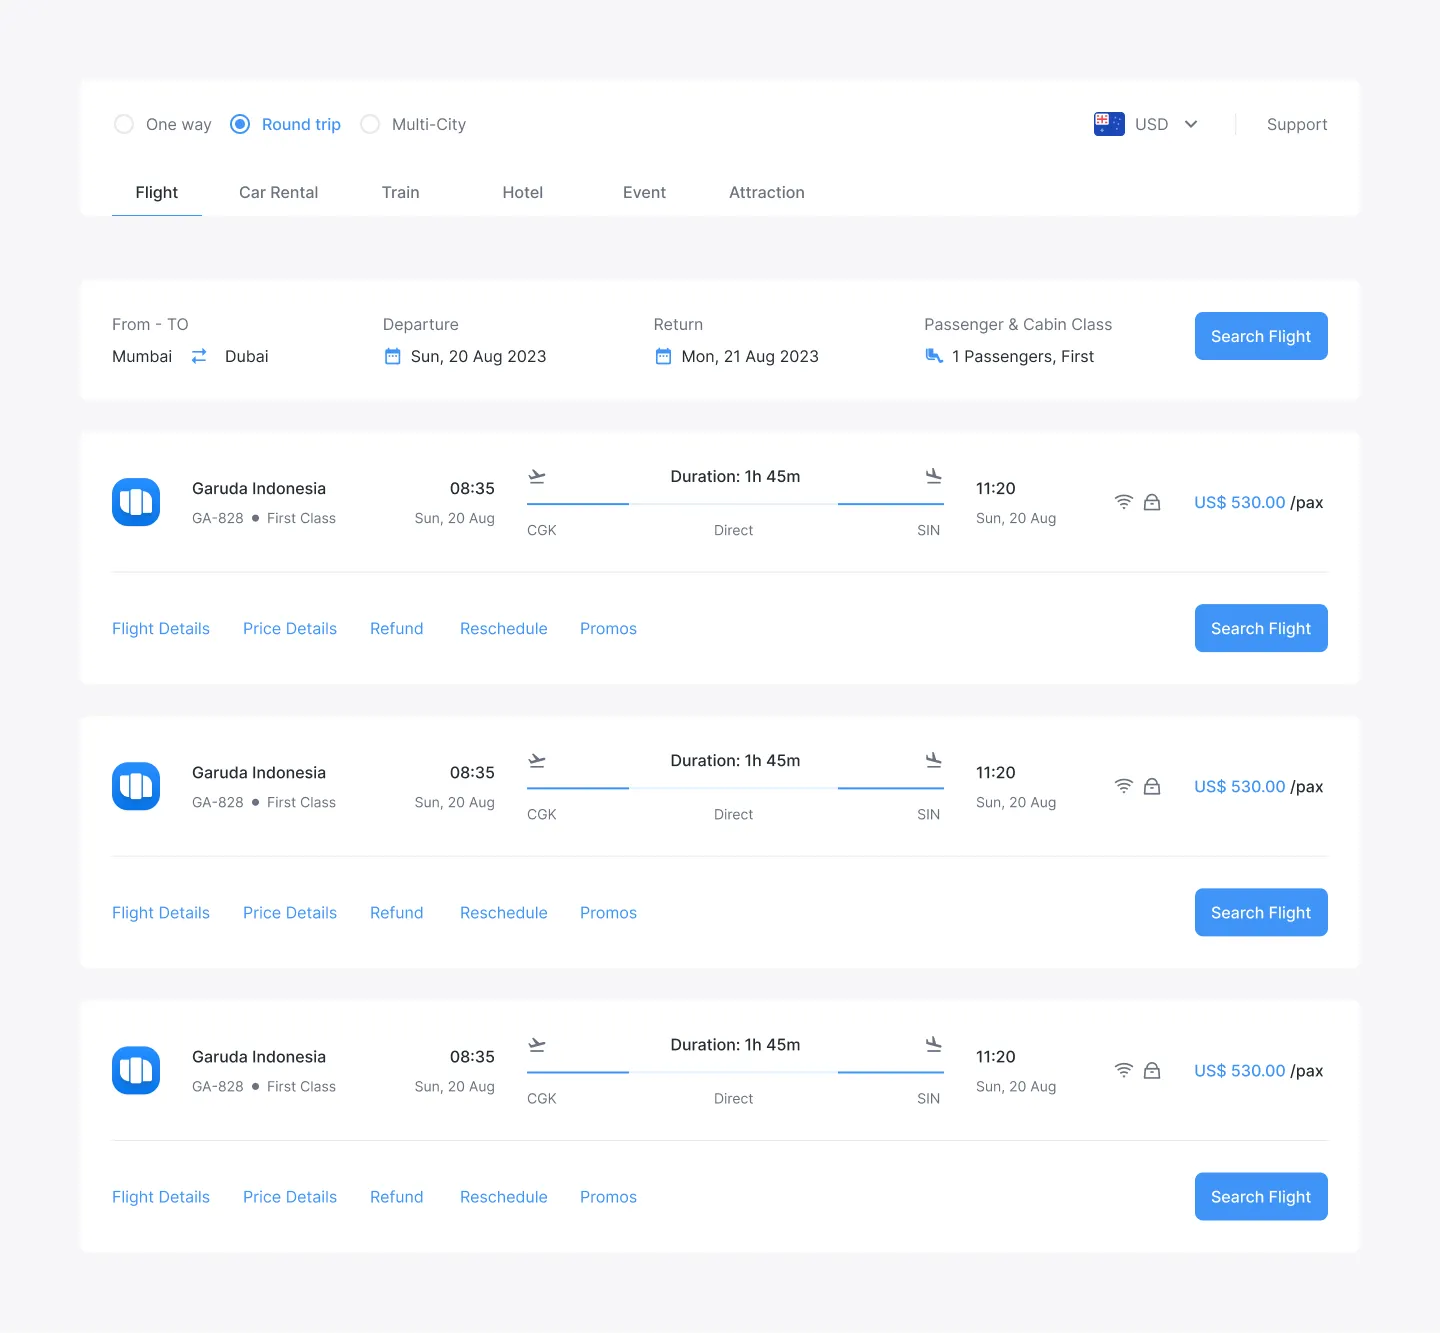 One way Round trip Multi-City USD Support
Flight Car Rental Train Hotel Event Attraction
From - TO Departure Return Passenger & Cabin Class
Mumbai Dubai Sun, 20 Aug 2023 Mon, 21 Aug 2023 1 Passengers, First
Search Flight
Duration: 1h 45m
Garuda Indonesia 08:35 11:20
US$ 530.00 /pax
GA-828 First Class Sun, 20 Aug Sun, 20 Aug
CGK Direct SIN
Flight Details Price Details Refund Reschedule Promos Search Flight
Duration: 1h 45m
Garuda Indonesia 08:35 11:20
US$ 530.00 /pax
GA-828 First Class Sun, 20 Aug Sun, 20 Aug
CGK Direct SIN
Flight Details Price Details Refund Reschedule Promos Search Flight
Duration: 1h 45m
Garuda Indonesia 08:35 11:20
US$ 530.00 /pax
GA-828 First Class Sun, 20 Aug Sun, 20 Aug
CGK Direct SIN
Flight Details Price Details Refund Reschedule Promos Search Flight